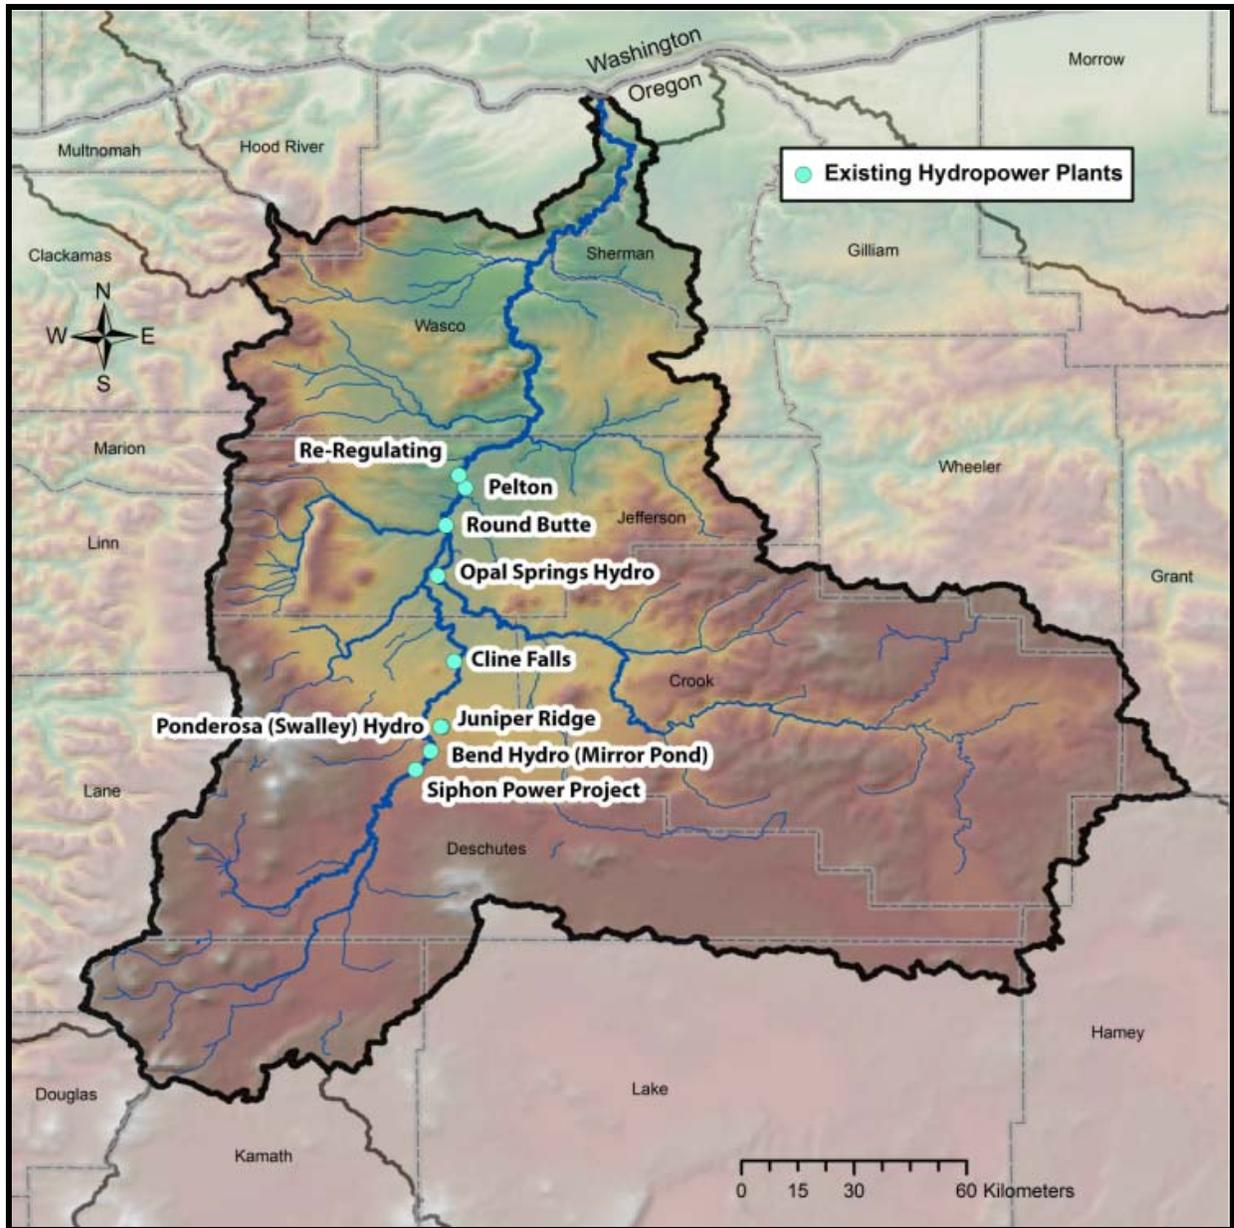 Washington
Oregon
Morrow
Multnomah
Hood River
Existing Hydropower Plants
Clackamas
Sherman
Gilliam
N
W
E
S
Wasco
Marion
Re-Regulating
Wheeler
Pelton
Round Butte
Jefferson
Linn
Opal Springs Hydro
Grant
Cline Falls
Crook
Ponderosa (Swalley) Hydro
Juniper Ridge
Bend Hydro (Mirror Pond)
Lane
Siphon Power Project
Deschutes
Harney
Douglas
Lake
Kamath
0 15 30 60 Kilometers